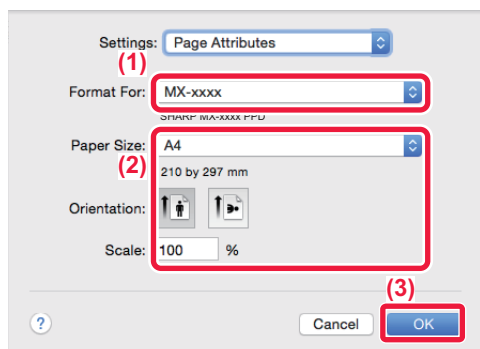 Settings: Page Attributes
(1)
Format For: MX-xxxx
SHARP MX-xxxx PPD
Paper Size: A4
(2)
210 by 297 mm
Orientation:
Scale: 100 %
(3)
? Cancel OK